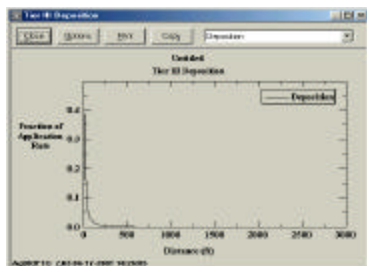 Tier III Deposition
Close Options Print Copy Deposition
Untitled
Tier III Deposition
Deposition
Fraction of
Application
Rate
0.4
0.3
0.2
0.1
0.0
0 500 1000 1500 2000 2500 3000
Distance (ft)